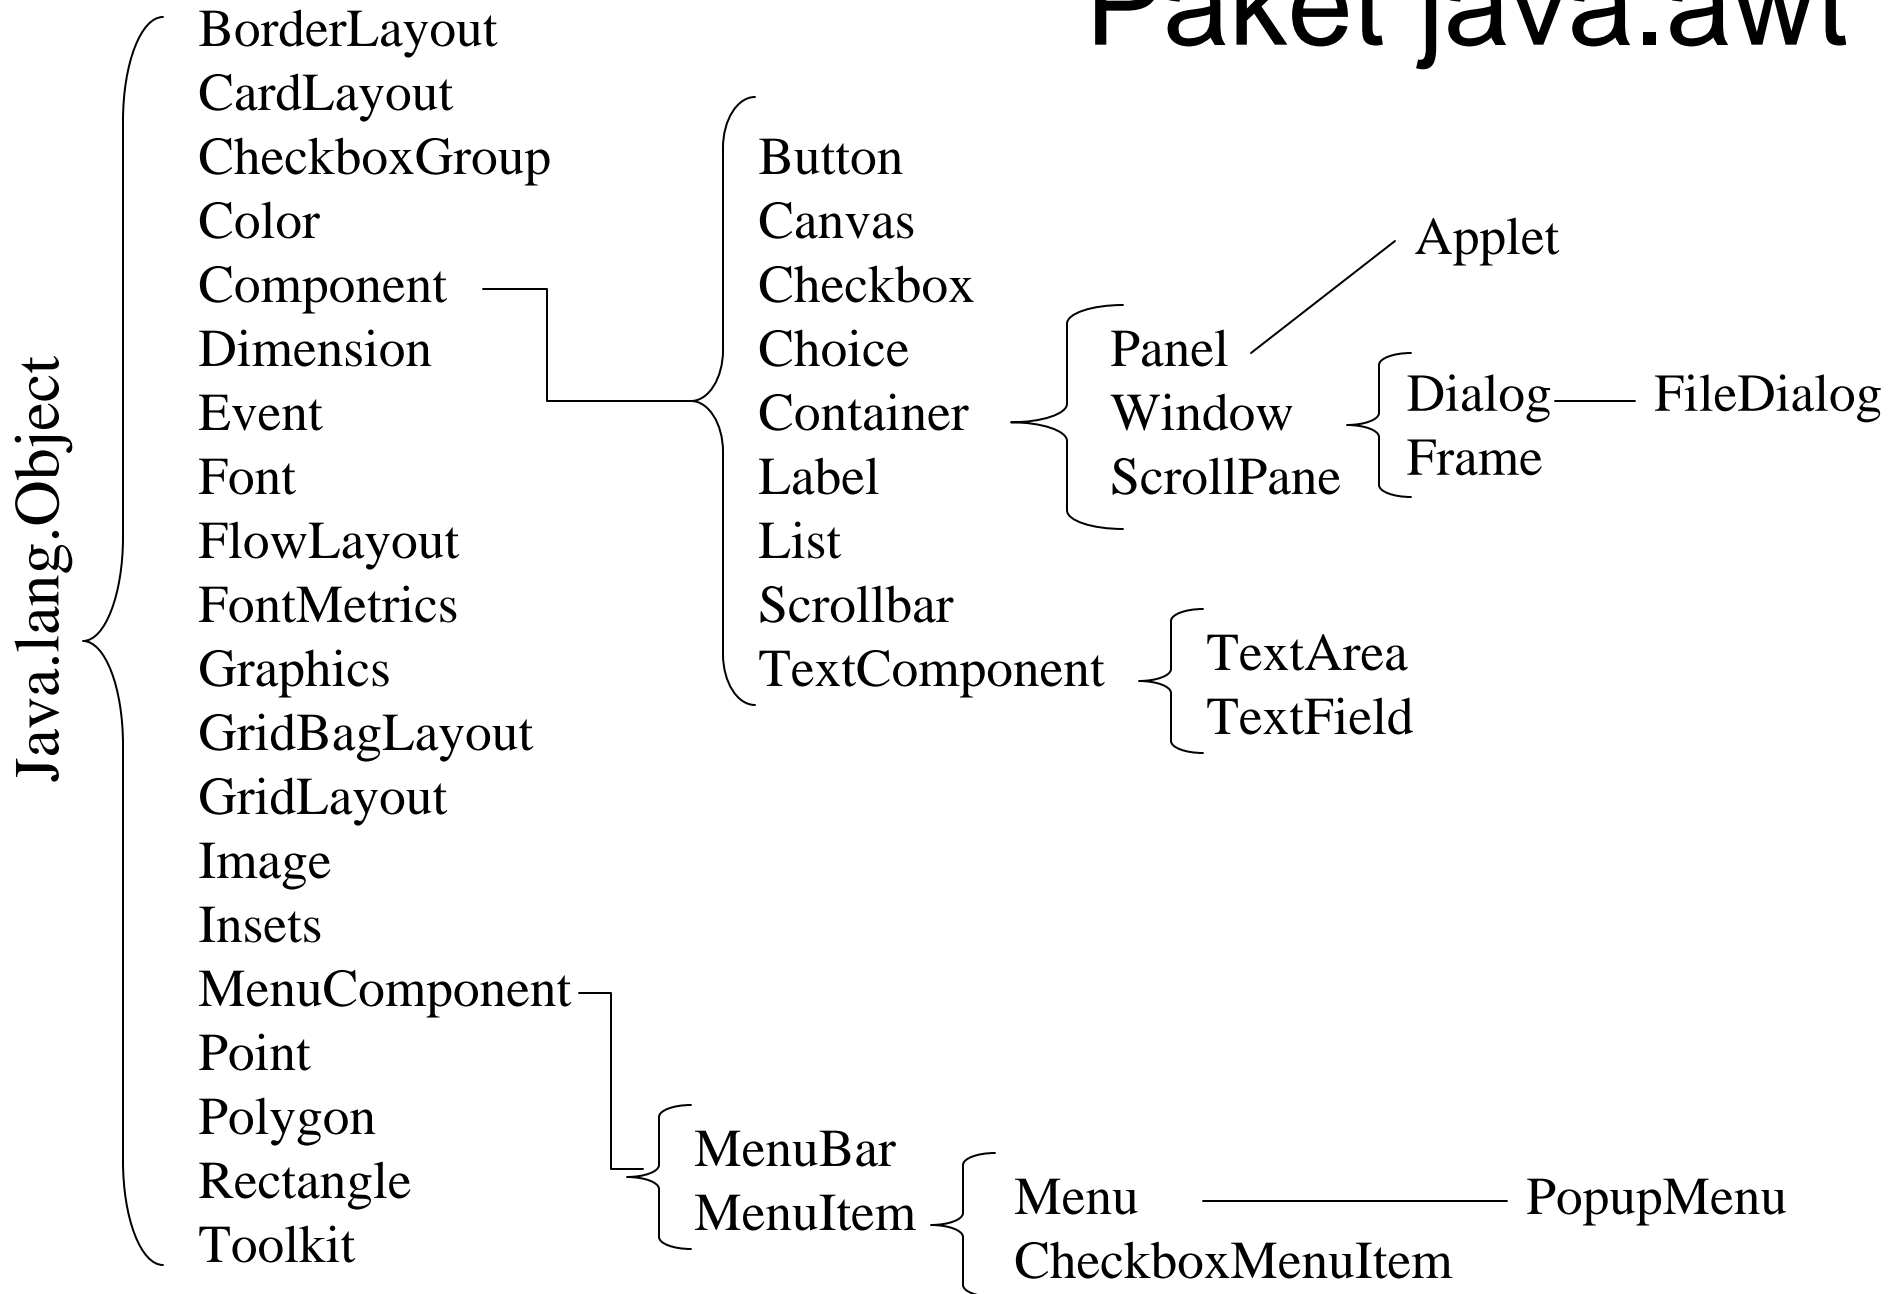 Paket java.awt
Java.lang.Object
BorderLayout
CardLayout
CheckboxGroup
Color
Component
Dimension
Event
Font
FlowLayout
FontMetrics
Graphics
GridBagLayout
GridLayout
Image
Insets
MenuComponent
Point
Polygon
Rectangle
Toolkit
Button
Canvas
Checkbox
Choice
Container
Label
List
Scrollbar
TextComponent
Panel
Window
ScrollPane
Applet
Dialog
Frame
FileDialog
TextArea
TextField
MenuBar
MenuItem
Menu
CheckboxMenuItem
PopupMenu